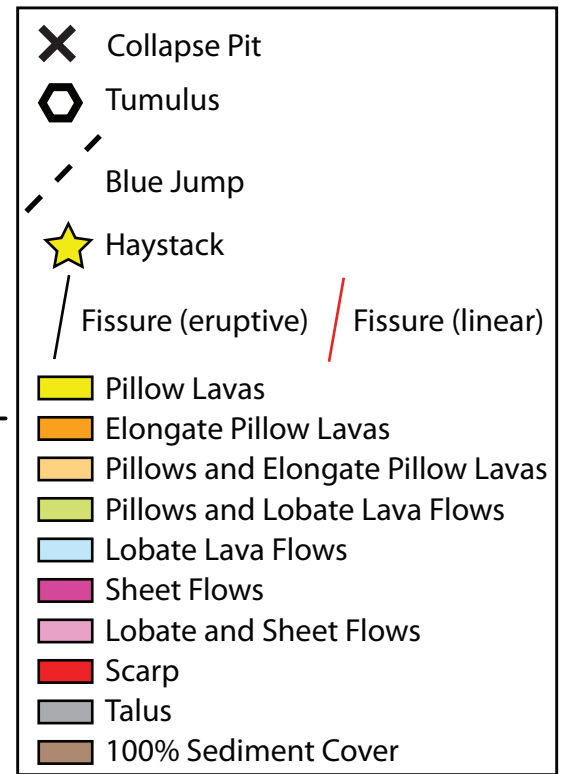 Collapse Pit
Tumulus
Blue Jump
Haystack
Fissure (eruptive) Fissure (linear)
Pillow Lavas
Elongate Pillow Lavas
Pillows and Elongate Pillow Lavas
Pillows and Lobate Lava Flows
Lobate Lava Flows
Sheet Flows
Lobate and Sheet Flows
Scarp
Talus
100% Sediment Cover